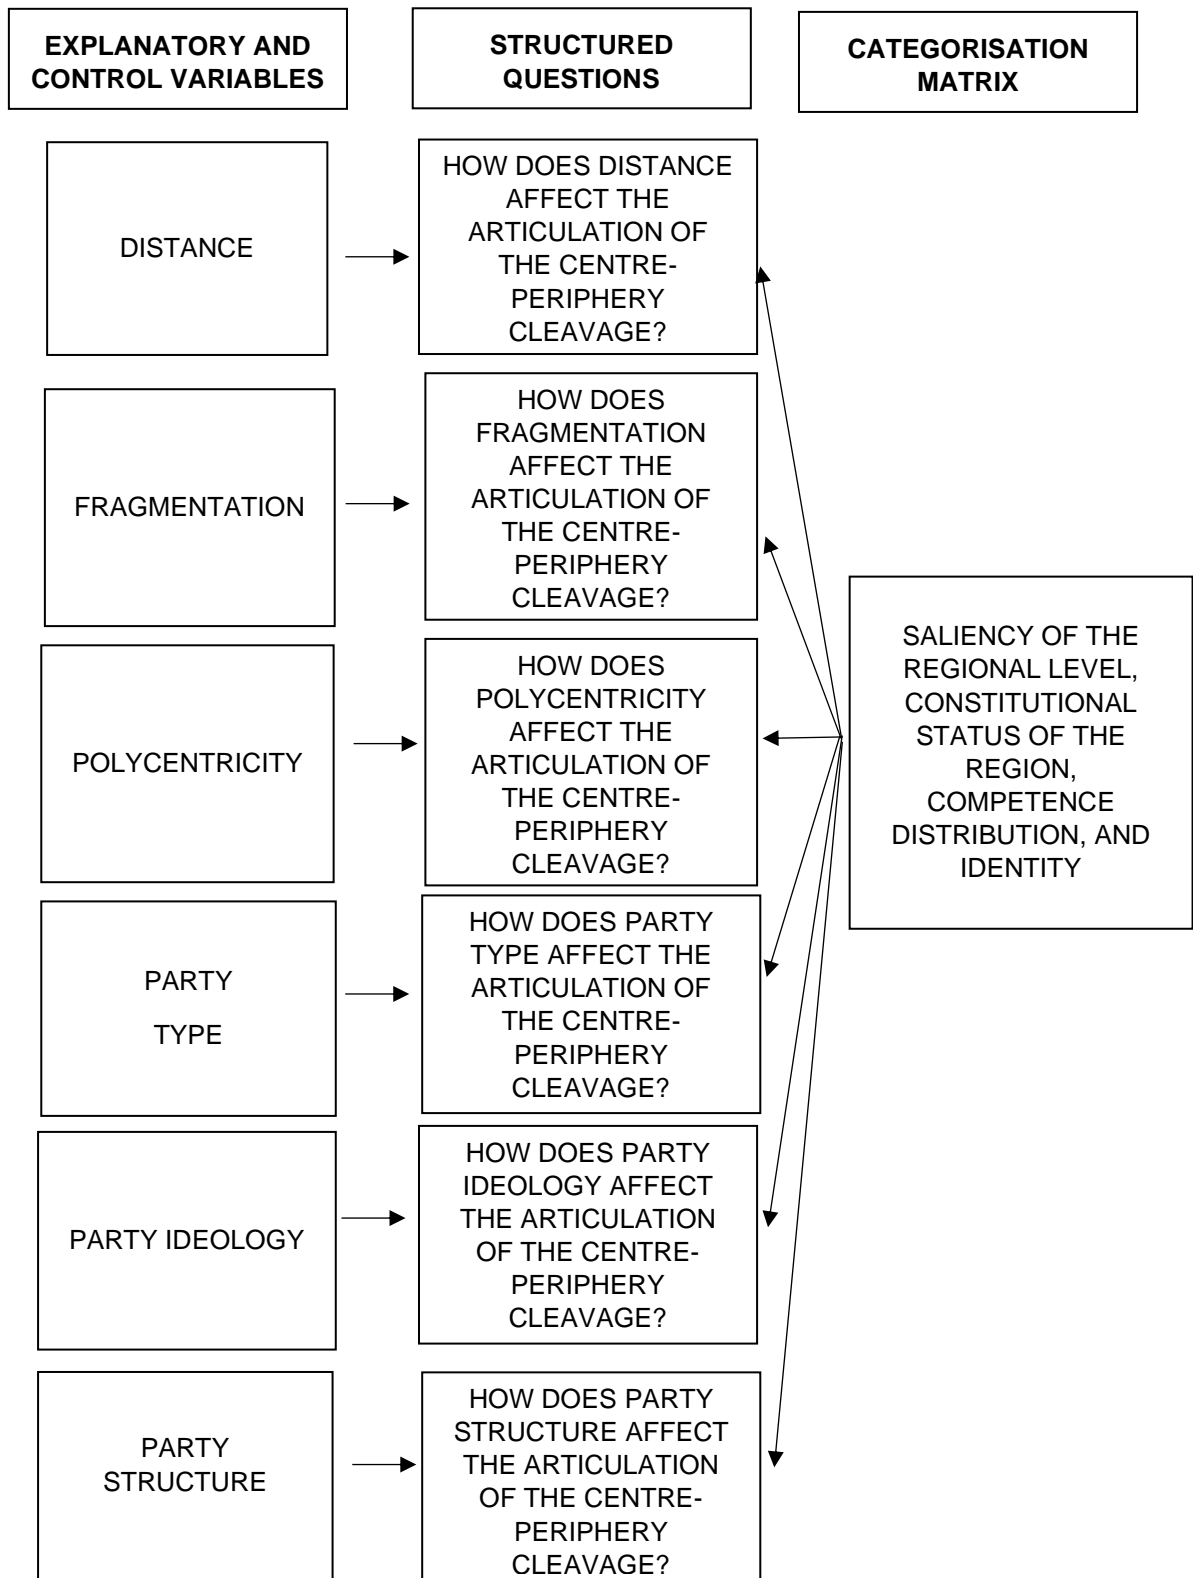 EXPLANATORY AND
CONTROL VARIABLES
STRUCTURED
QUESTIONS
CATEGORISATION
MATRIX
DISTANCE
HOW DOES DISTANCE
AFFECT THE
ARTICULATION OF
THE CENTRE-
PERIPHERY
CLEAVAGE?
FRAGMENTATION
HOW DOES
FRAGMENTATION
AFFECT THE
ARTICULATION OF
THE CENTRE-
PERIPHERY
CLEAVAGE?
POLYCENTRICITY
HOW DOES
POLYCENTRICITY
AFFECT THE
ARTICULATION OF
THE CENTRE-
PERIPHERY
CLEAVAGE?
PARTY
TYPE
HOW DOES PARTY
TYPE AFFECT THE
ARTICULATION OF
THE CENTRE-
PERIPHERY
CLEAVAGE?
PARTY IDEOLOGY
HOW DOES PARTY
IDEOLOGY AFFECT
THE ARTICULATION
OF THE CENTRE-
PERIPHERY
CLEAVAGE?
PARTY
STRUCTURE
HOW DOES PARTY
STRUCTURE AFFECT
THE ARTICULATION
OF THE CENTRE-
PERIPHERY
CLEAVAGE?
SALIENCY OF THE
REGIONAL LEVEL,
CONSTITUTIONAL
STATUS OF THE
REGION,
COMPETENCE
DISTRIBUTION, AND
IDENTITY